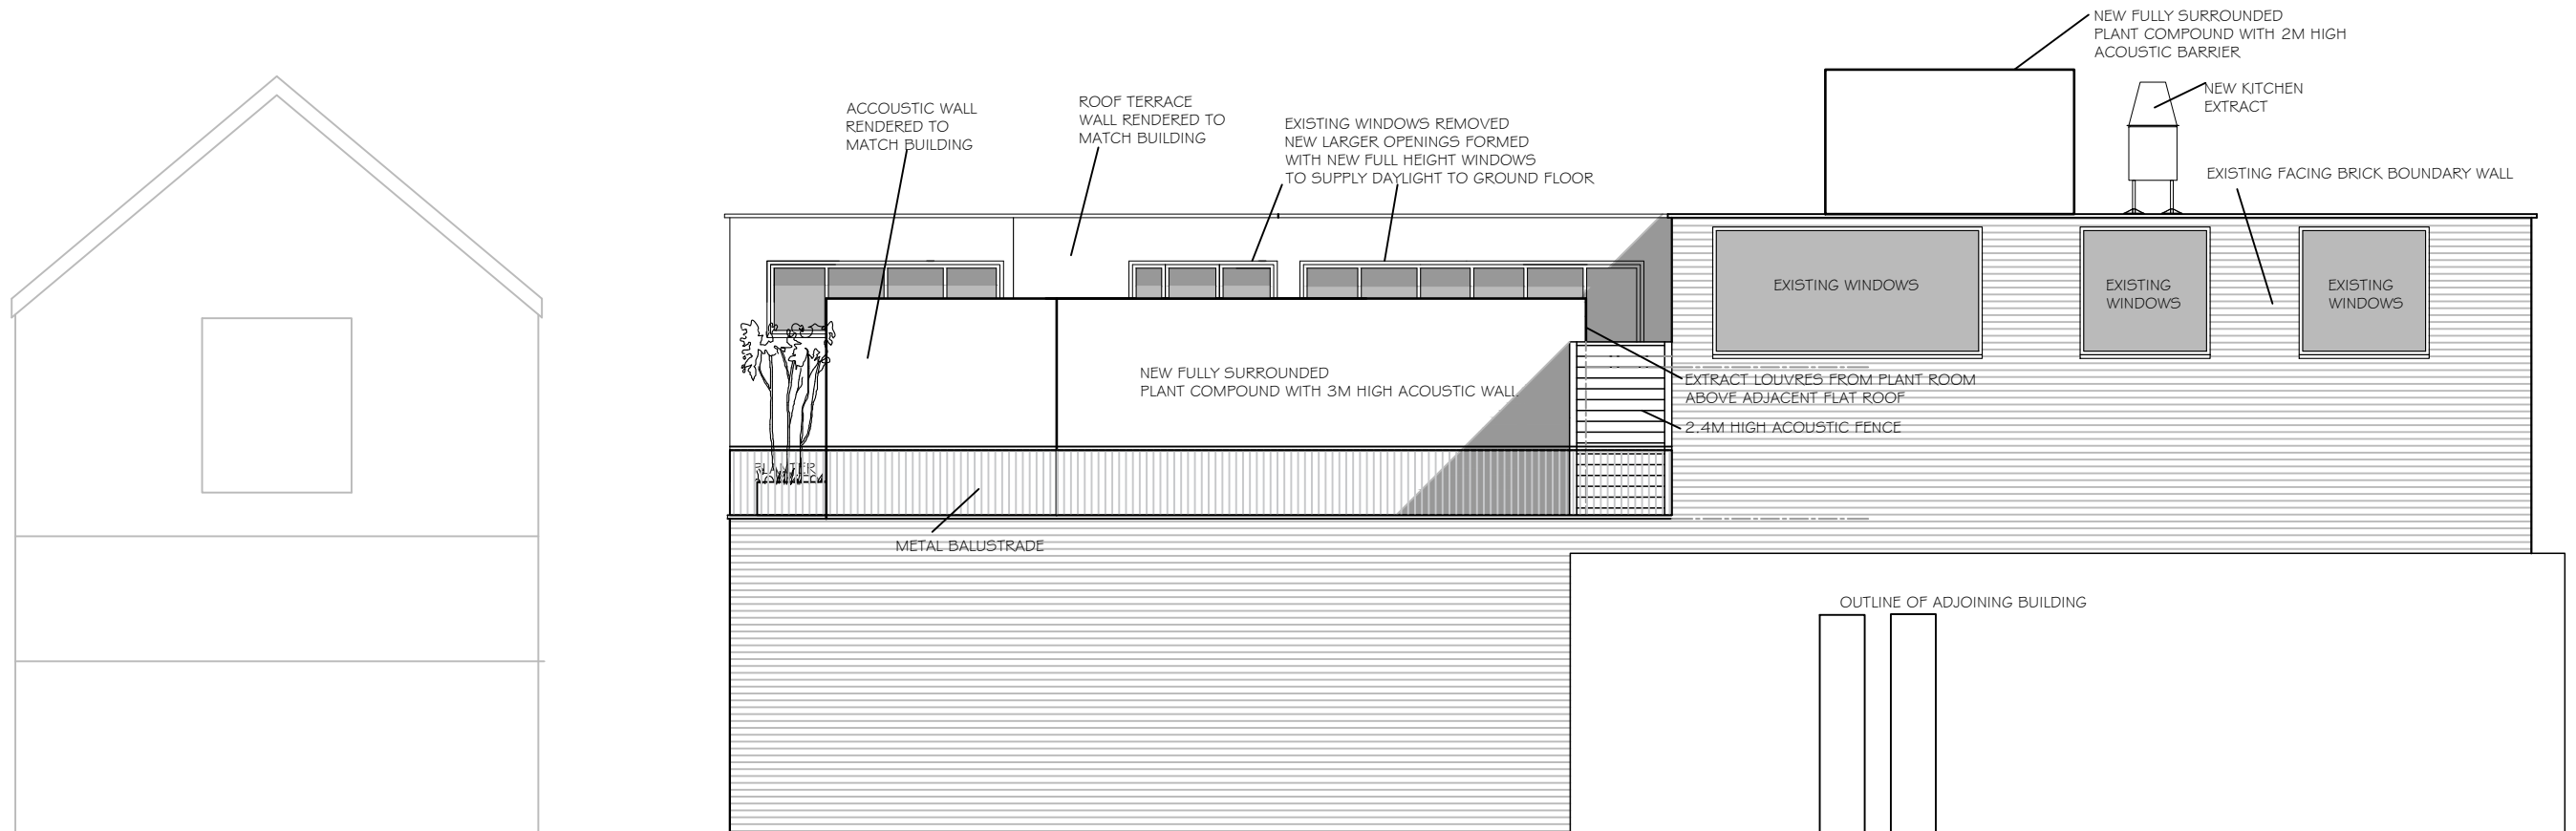 NEW FULLY SURROUNDED
PLANT COMPOUND WITH 2M HIGH
ACOUSTIC BARRIER
NEW KITCHEN
EXTRACT
ACCOUSTIC WALL
RENDERED TO
MATCH BUILDING
ROOF TERRACE
WALL RENDERED TO
MATCH BUILDING
EXISTING WINDOWS REMOVED
NEW LARGER OPENINGS FORMED
WITH NEW FULL HEIGHT WINDOWS
TO SUPPLY DAYLIGHT TO GROUND FLOOR
EXISTING FACING BRICK BOUNDARY WALL
EXISTING WINDOWS
EXISTING
WINDOWS
EXISTING
WINDOWS
NEW FULLY SURROUNDED
PLANT COMPOUND WITH 3M HIGH ACOUSTIC WALL
EXTRACT LOUVRES FROM PLANT ROOM
ABOVE ADJACENT FLAT ROOF
2.4M HIGH ACOUSTIC FENCE
PLANTER
METAL BALUSTRADE
OUTLINE OF ADJOINING BUILDING